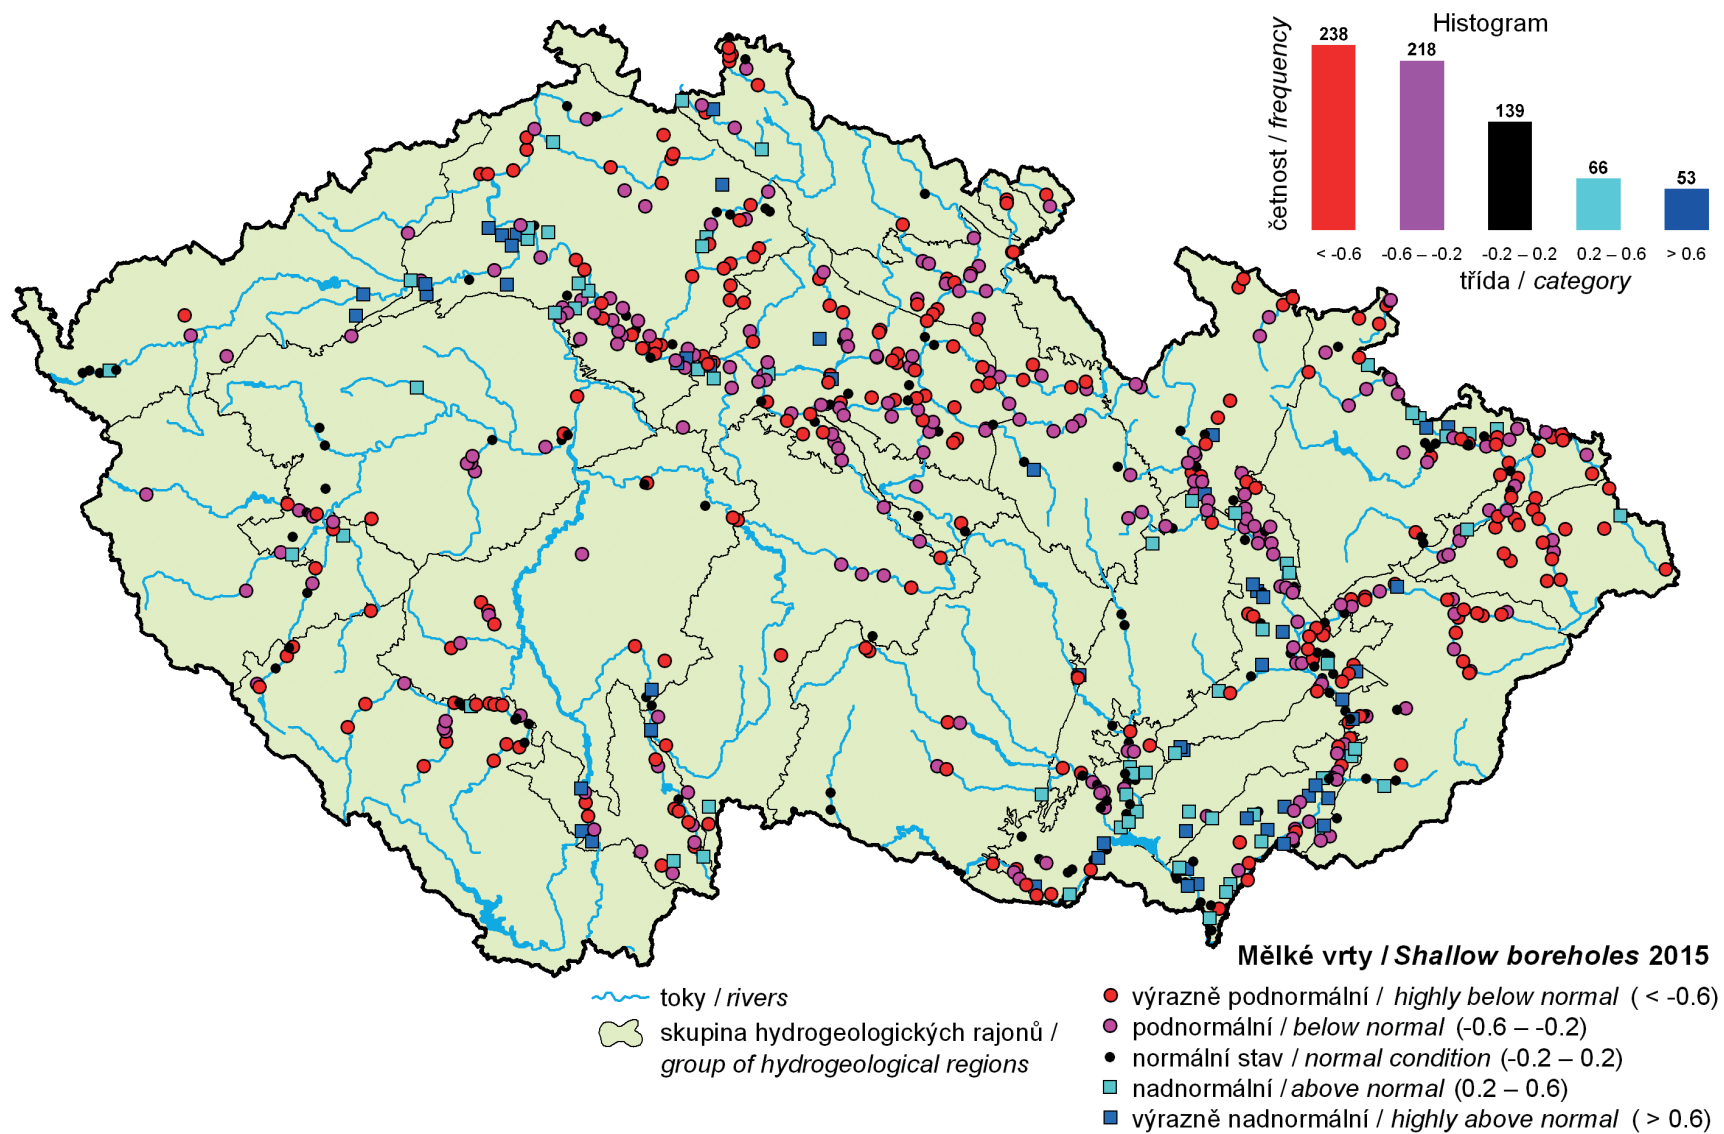 Histogram
četnost / frequency
238
218
139
66
53
< -0.6
-0.6 – -0.2
-0.2 – 0.2
0.2 – 0.6
> 0.6
třída / category
Mělké vrty / Shallow boreholes 2015
výrazně podnormální / highly below normal ( < -0.6)
podnormální / below normal (-0.6 – -0.2)
normální stav / normal condition (-0.2 – 0.2)
nadnormální / above normal (0.2 – 0.6)
výrazně nadnormální / highly above normal ( > 0.6)
toky / rivers
skupina hydrogeologických rajonů /
group of hydrogeological regions